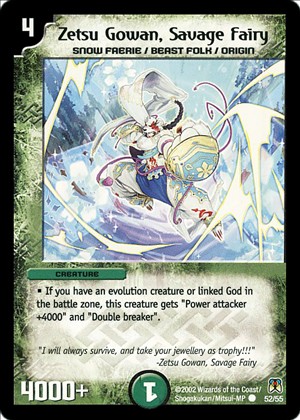 4
Zetsu Gowan, Savage Fairy
SNOW FAERIE / BEAST FOLK / ORIGIN
CREATURE
▪ If you have an evolution creature or linked God in
the battle zone, this creature gets "Power attacker
+4000" and "Double breaker".
"I will always survive, and take your jewellery as trophy!!!"
-Zetsu Gowan, Savage Fairy
4000+
1
©2002 Wizards of the Coast/
Shogakukan/Mitsui-MP
52/55